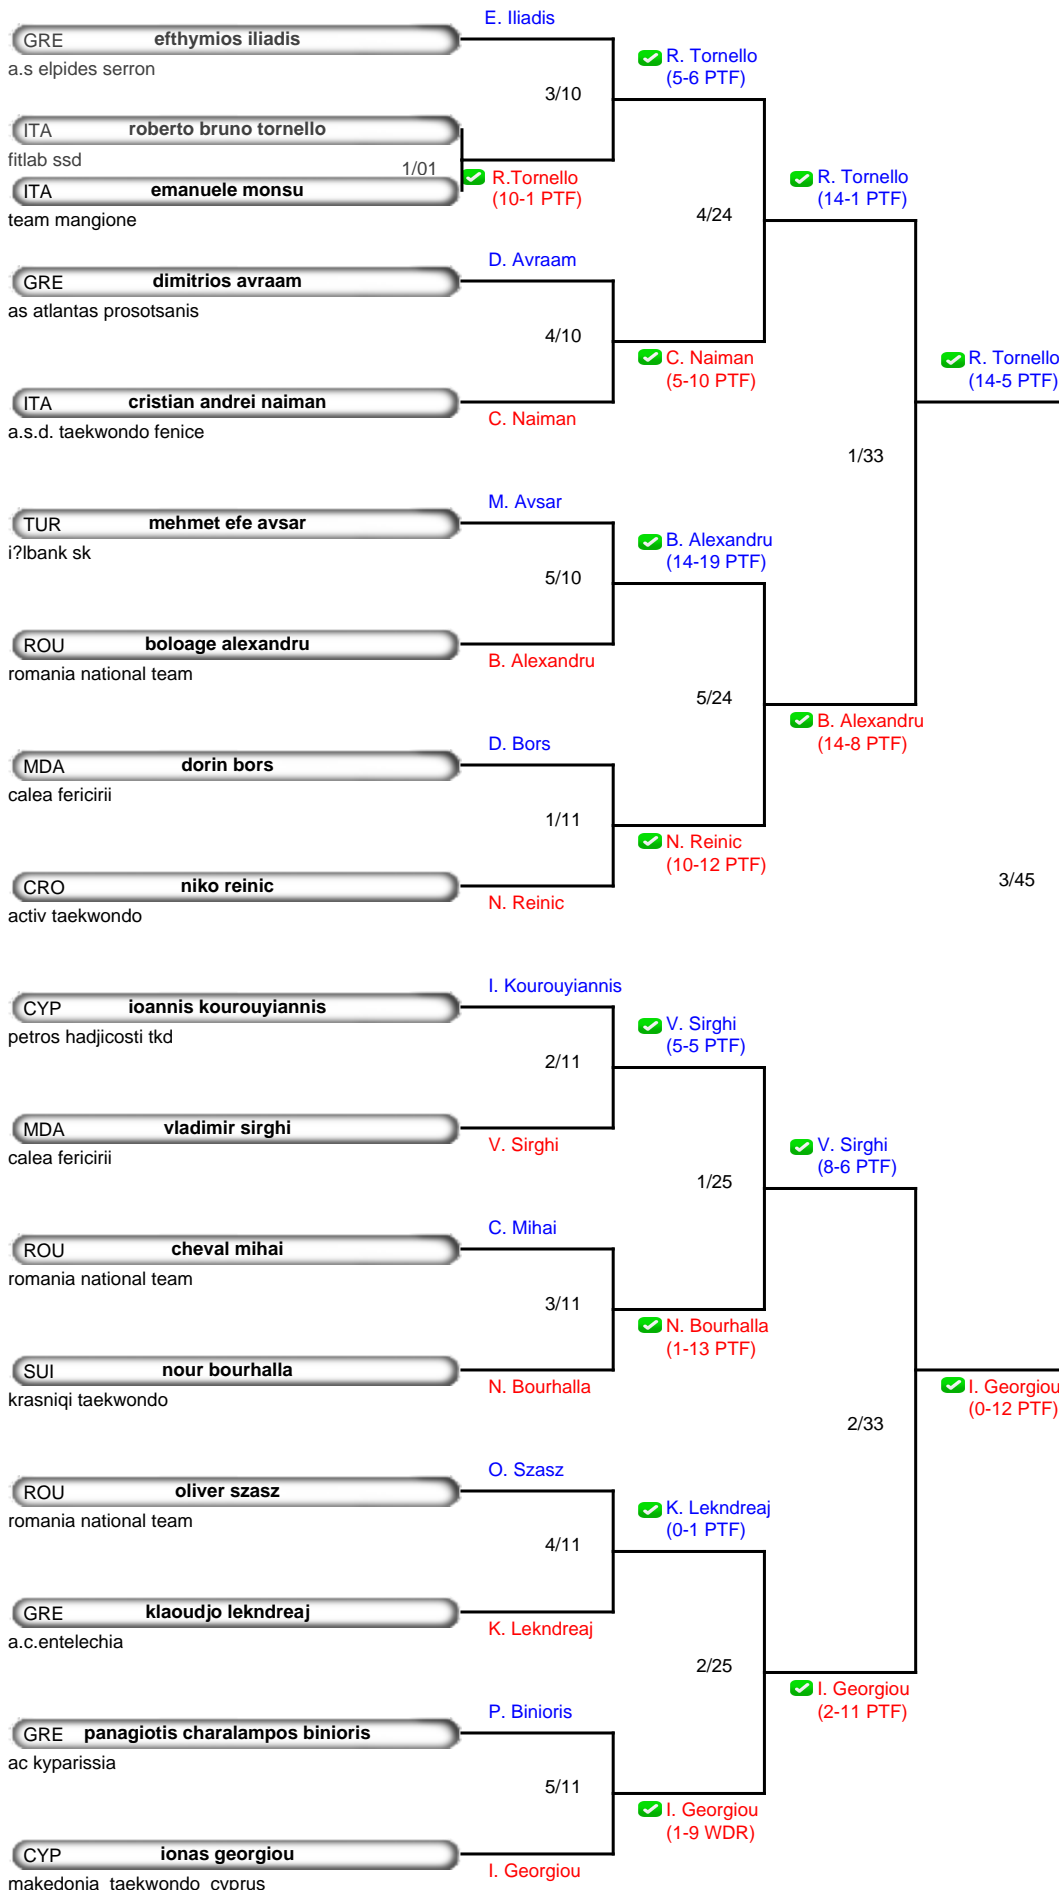 E. Iliadis
GRE efthymios iliadis
a.s elpides serron
R. Tornello
(5-6 PTF)
3/10
ITA roberto bruno tornello
fitlab ssd
1/01
ITA emanuele monsu
team mangione
R.Tornello
(10-1 PTF)
R. Tornello
(14-1 PTF)
4/24
D. Avraam
GRE dimitrios avraam
as atlantas prosotsanis
4/10
C. Naiman
(5-10 PTF)
R. Tornello
(14-5 PTF)
ITA cristian andrei naiman
a.s.d. taekwondo fenice
C. Naiman
1/33
M. Avsar
TUR mehmet efe avsar
i?lbank sk
B. Alexandru
(14-19 PTF)
5/10
ROU boloage alexandru
romania national team
B. Alexandru
5/24
B. Alexandru
(14-8 PTF)
D. Bors
MDA dorin bors
calea fericirii
1/11
N. Reinic
(10-12 PTF)
CRO niko reinic
activ taekwondo
N. Reinic
3/45
I. Kourouyiannis
CYP ioannis kourouyiannis
petros hadjicosti tkd
V. Sirghi
(5-5 PTF)
2/11
MDA vladimir sirghi
calea fericirii
V. Sirghi
V. Sirghi
(8-6 PTF)
1/25
C. Mihai
ROU cheval mihai
romania national team
3/11
N. Bourhalla
(1-13 PTF)
SUI nour bourhalla
krasniqi taekwondo
N. Bourhalla
I. Georgiou
(0-12 PTF)
2/33
O. Szasz
ROU oliver szasz
romania national team
K. Lekndreaj
(0-1 PTF)
4/11
GRE klaoudjo lekndreaj
a.c.entelechia
K. Lekndreaj
2/25
I. Georgiou
(2-11 PTF)
P. Binioris
GRE panagiotis charalampos binioris
ac kyparissia
5/11
I. Georgiou
(1-9 WDR)
CYP ionas georgiou
makedonia taekwondo cyprus
I. Georgiou